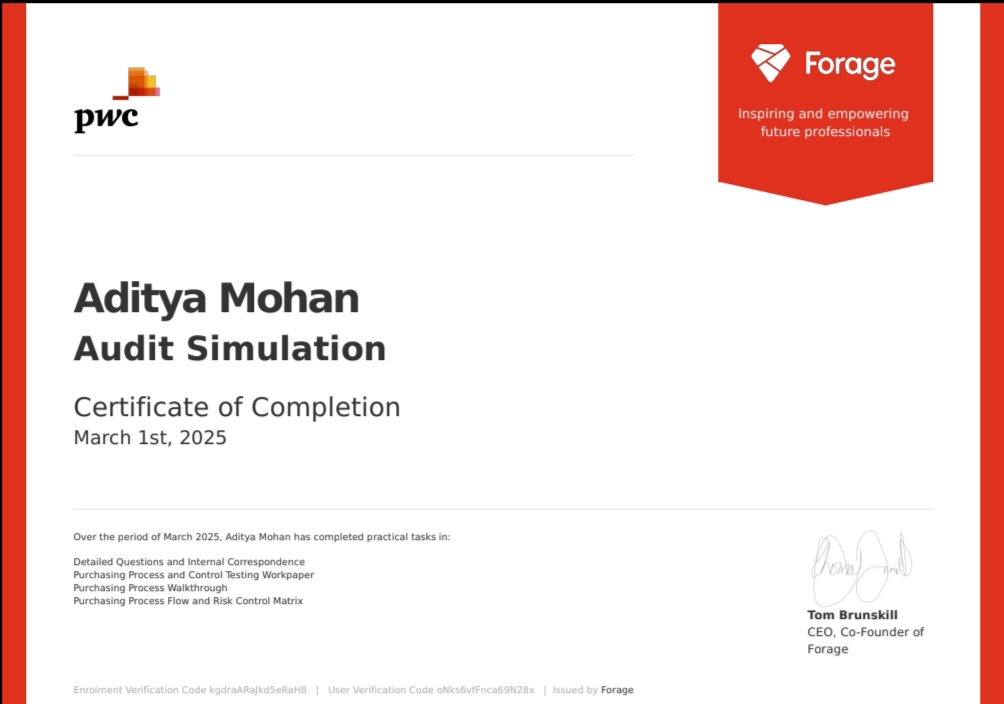 pwc
Forage
Inspiring and empowering
future professionals
Aditya Mohan
Audit Simulation
Certificate of Completion
March 1st, 2025
Over the period of March 2025, Aditya Mohan has completed practical tasks in:
Detailed Questions and Internal Correspondence
Purchasing Process and Control Testing Workpaper
Purchasing Process Walkthrough
Purchasing Process Flow and Risk Control Matrix
Tom Brunskill
CEO, Co-Founder of
Forage
Enrolment Verification Code kgdraARaJkd5eRaH8 | User Verification Code oNks6vfFnca69N28x | Issued by Forage